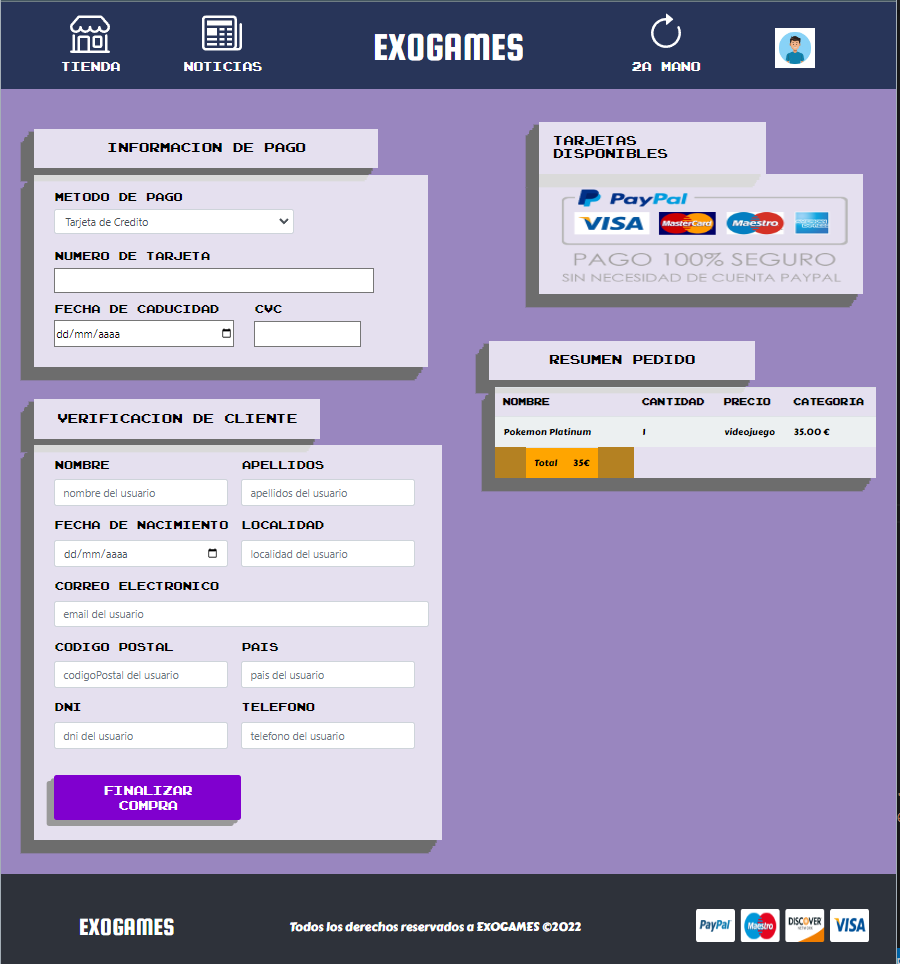 TIENDA
NOTICIAS
EXOGAMES
2A MANO
INFORMACION DE PAGO
METODO DE PAGO
Tarjeta de Credito
NUMERO DE TARJETA
FECHA DE CADUCIDAD CVC
dd/mm/aaaa
TARJETAS
DISPONIBLES
PayPal
VISA MasterCard Maestro AMERICAN EXPRESS
PAGO 100% SEGURO
SIN NECESIDAD DE CUENTA PAYPAL
RESUMEN PEDIDO
NOMBRE CANTIDAD PRECIO CATEGORIA
Pokemon Platinum 1 videojuego 35.00 €
Total 35€
VERIFICACION DE CLIENTE
NOMBRE APELLIDOS
nombre del usuario apellidos del usuario
FECHA DE NACIMIENTO LOCALIDAD
dd/mm/aaaa localidad del usuario
CORREO ELECTRONICO
email del usuario
CODIGO POSTAL PAIS
codigoPostal del usuario pais del usuario
DNI TELEFONO
dni del usuario telefono del usuario
FINALIZAR
COMPRA
EXOGAMES
Todos los derechos reservados a EXOGAMES ©2022
PayPal Maestro DISCOVER NETWORK VISA